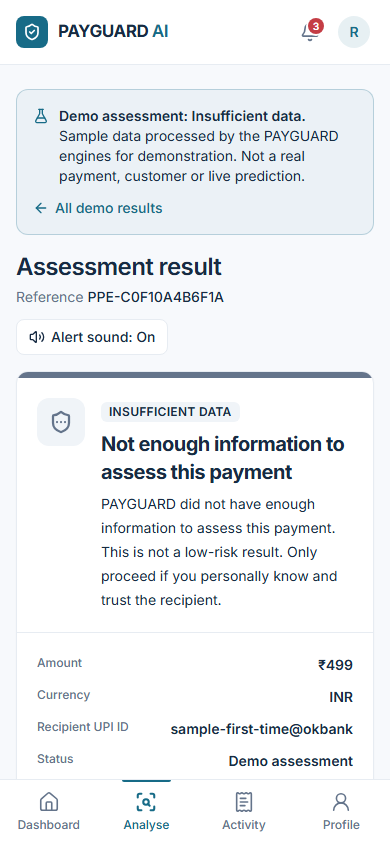 PAYGUARD AI
3
R
Demo assessment: Insufficient data.
Sample data processed by the PAYGUARD
engines for demonstration. Not a real
payment, customer or live prediction.
← All demo results
Assessment result
Reference PPE-C0F10A4B6F1A
Alert sound: On
INSUFFICIENT DATA
Not enough information to
assess this payment
PAYGUARD did not have enough
information to assess this payment.
This is not a low-risk result. Only
proceed if you personally know and
trust the recipient.
Amount ₹499
Currency INR
Recipient UPI ID sample-first-time@okbank
Status Demo assessment
Dashboard Analyse Activity Profile